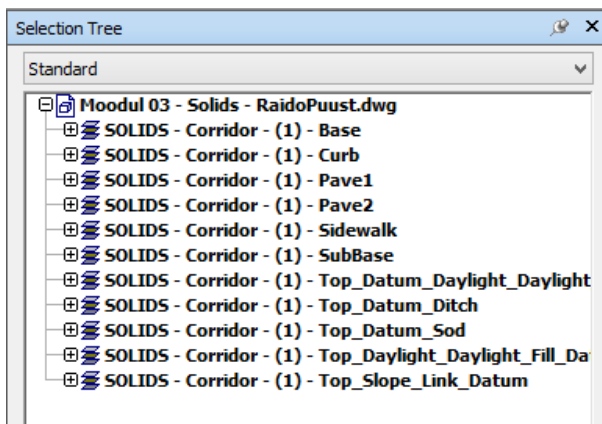 Selection Tree
Standard
Moodul 03 - Solids - RaidoPuust.dwg
SOLIDS - Corridor - (1) - Base
SOLIDS - Corridor - (1) - Curb
SOLIDS - Corridor - (1) - Pave1
SOLIDS - Corridor - (1) - Pave2
SOLIDS - Corridor - (1) - Sidewalk
SOLIDS - Corridor - (1) - SubBase
SOLIDS - Corridor - (1) - Top_Datum_Daylight_Daylight
SOLIDS - Corridor - (1) - Top_Datum_Ditch
SOLIDS - Corridor - (1) - Top_Datum_Sod
SOLIDS - Corridor - (1) - Top_Daylight_Daylight_Fill_Da
SOLIDS - Corridor - (1) - Top_Slope_Link_Datum